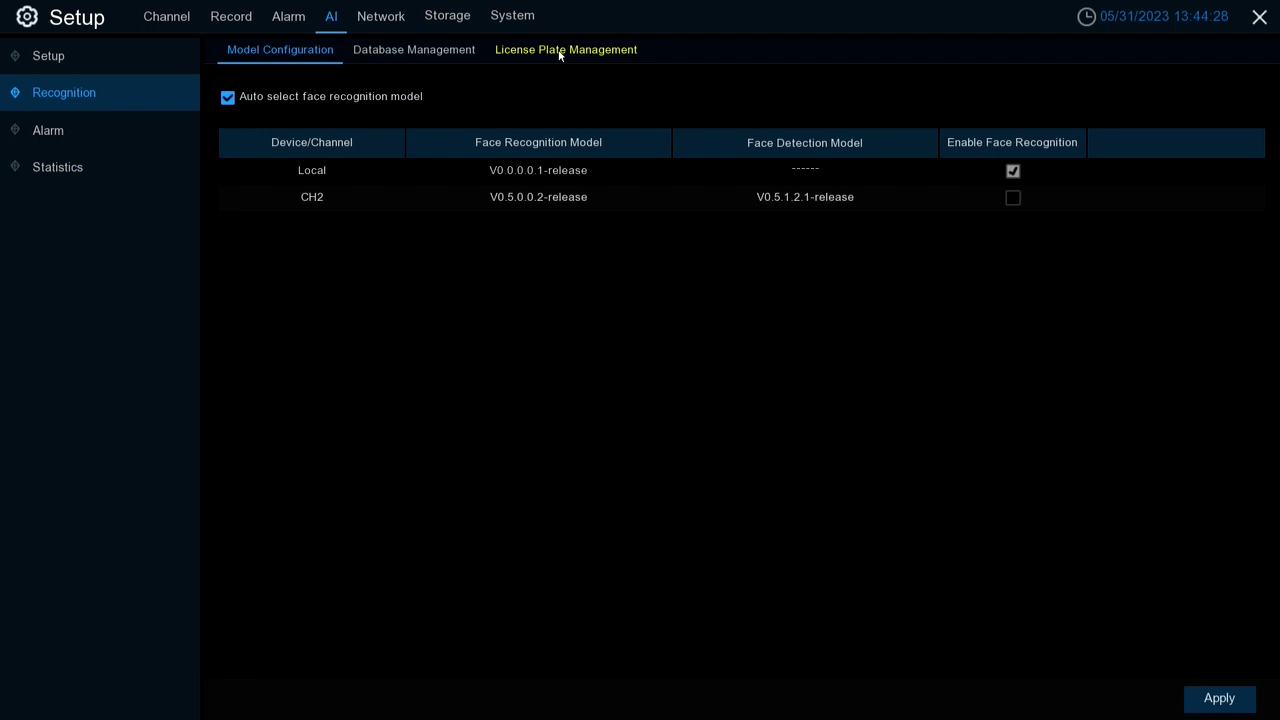 Setup Channel Record Alarm AI Network Storage System 05/31/2023 13:44:28
Setup
Recognition
Alarm
Statistics
Model Configuration Database Management License Plate Management
Auto select face recognition model
Device/Channel Face Recognition Model Face Detection Model Enable Face Recognition
Local V0.0.0.0.1-release ------
CH2 V0.5.0.0.2-release V0.5.1.2.1-release
Apply